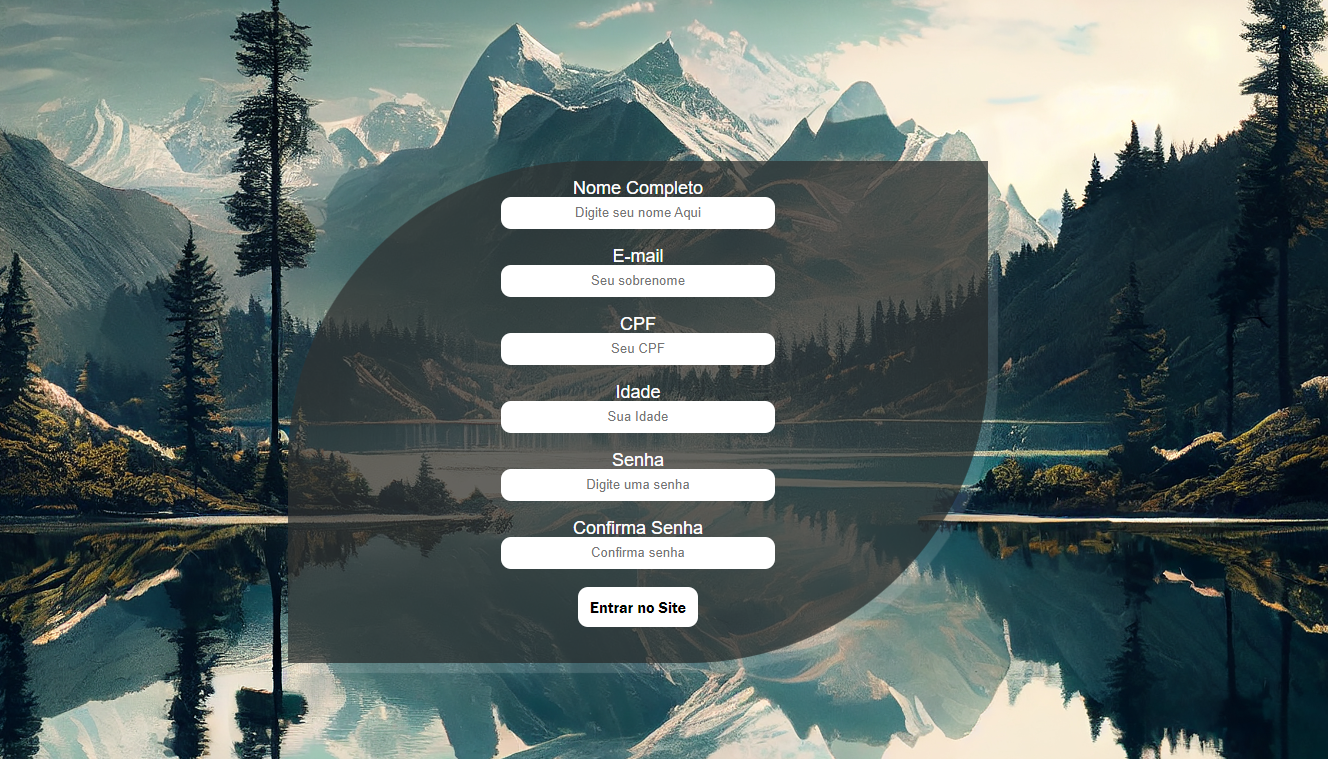 Nome Completo
Digite seu nome Aqui
E-mail
Seu sobrenome
CPF
Seu CPF
Idade
Sua Idade
Senha
Digite uma senha
Confirma Senha
Confirma senha
Entrar no Site